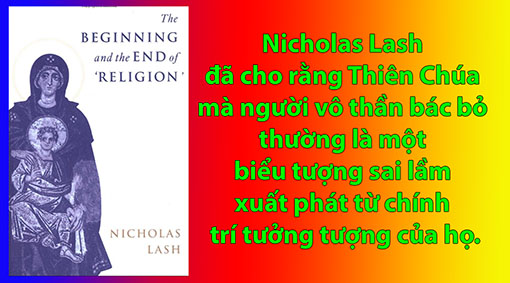 The
BEGINNING
and the END of
'RELIGION'
NICHOLAS
LASH
Nicholas Lash
đã cho rằng Thiên Chúa
mà người vô thần bác bỏ
thường là một
biểu tượng sai lầm
xuất phát từ chính
trí tưởng tượng của họ.